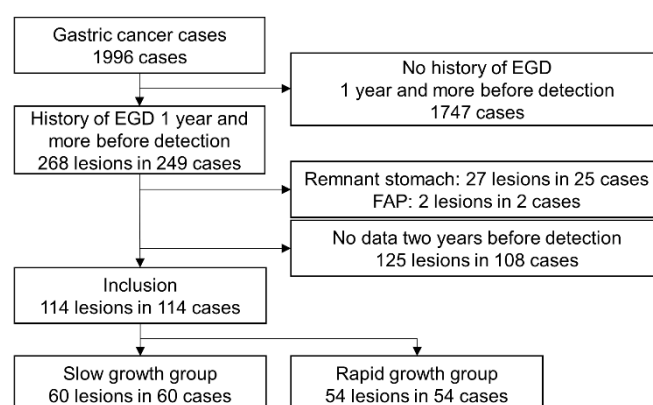 Gastric cancer cases
1996 cases
No history of EGD
1 year and more before detection
1747 cases
History of EGD 1 year and
more before detection
268 lesions in 249 cases
Remnant stomach: 27 lesions in 25 cases
FAP: 2 lesions in 2 cases
No data two years before detection
125 lesions in 108 cases
Inclusion
114 lesions in 114 cases
Slow growth group
60 lesions in 60 cases
Rapid growth group
54 lesions in 54 cases